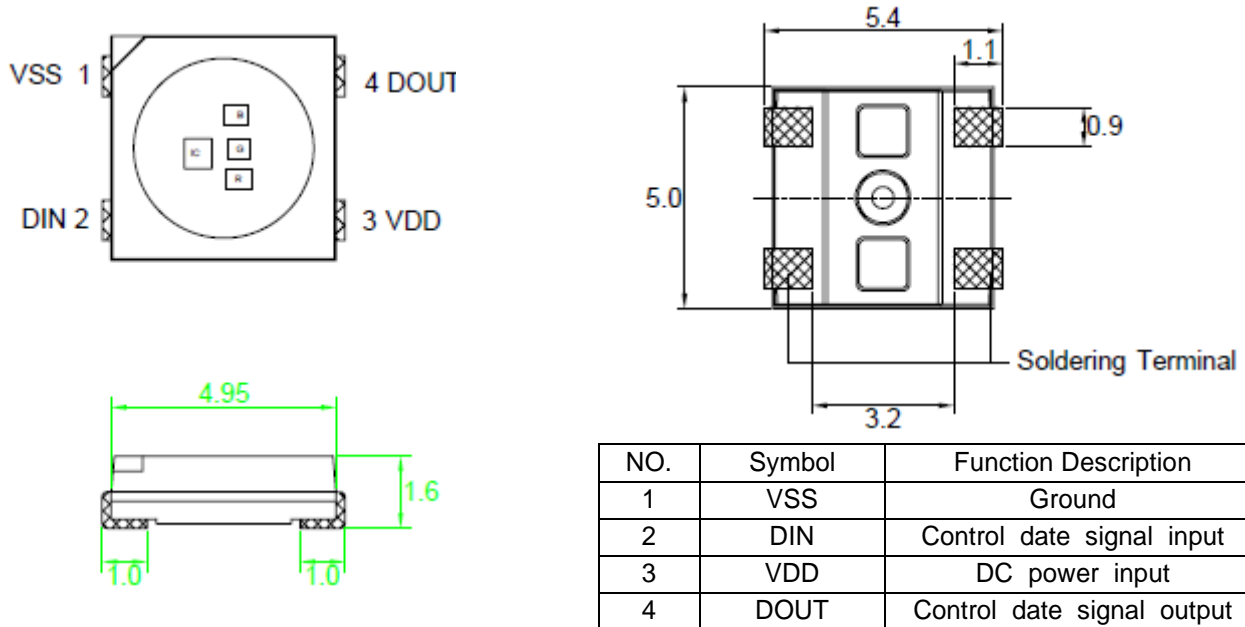 VSS 1
4 DOUT
B
IC
G
R
DIN 2
3 VDD
5.4
1.1
0.9
5.0
Soldering Terminal
3.2
4.95
1.6
1.0
1.0
NO. Symbol Function Description
1 VSS Ground
2 DIN Control date signal input
3 VDD DC power input
4 DOUT Control date signal output